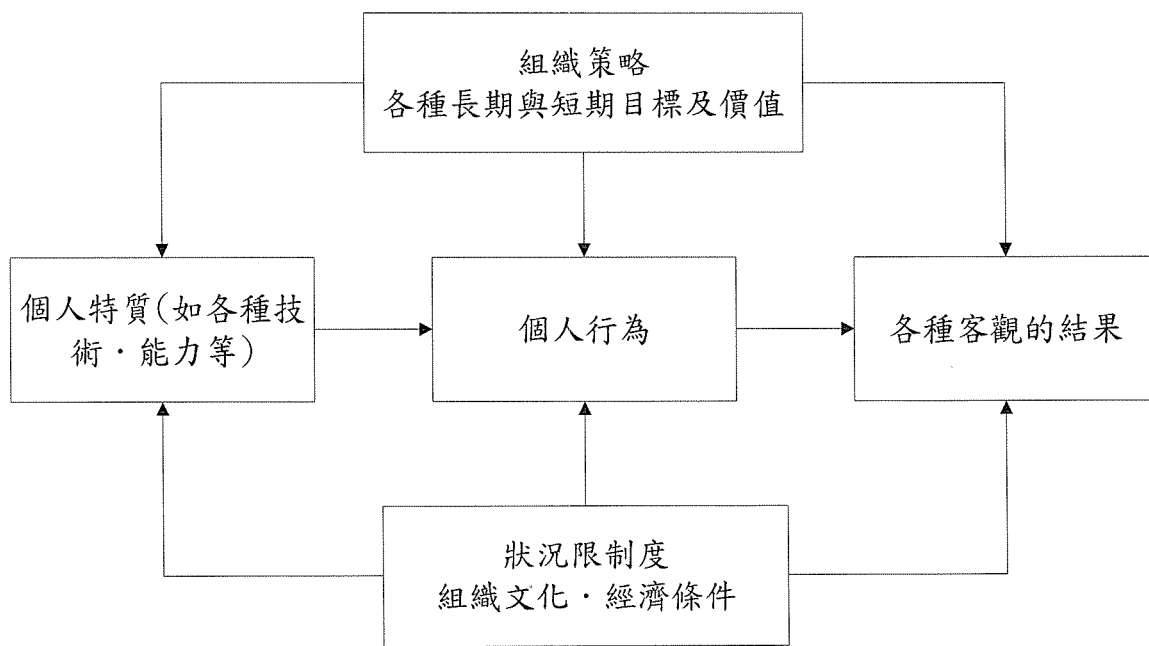 組織策略
各種長期與短期目標及價值
個人特質(如各種技
術·能力等)
個人行為
各種客觀的結果
狀況限制度
組織文化·經濟條件